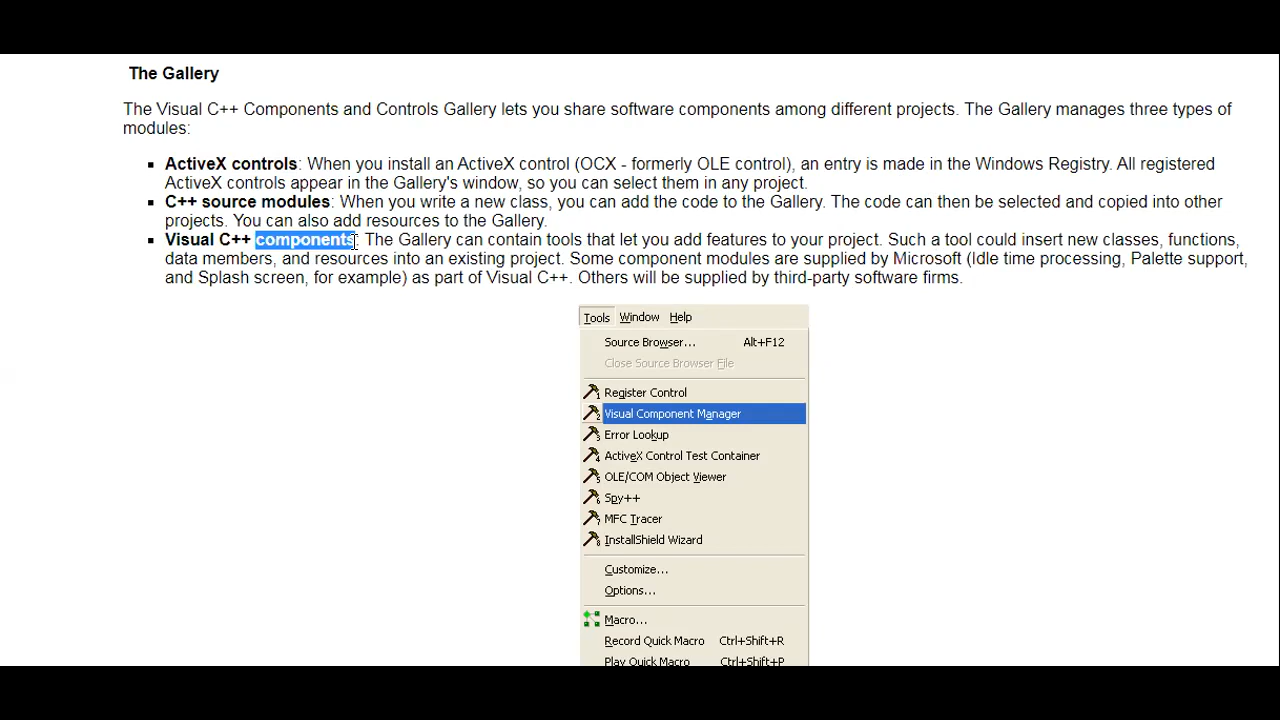 The Gallery
The Visual C++ Components and Controls Gallery lets you share software components among different projects. The Gallery manages three types of
modules:
▪ ActiveX controls: When you install an ActiveX control (OCX - formerly OLE control), an entry is made in the Windows Registry. All registered
ActiveX controls appear in the Gallery's window, so you can select them in any project.
▪ C++ source modules: When you write a new class, you can add the code to the Gallery. The code can then be selected and copied into other
projects. You can also add resources to the Gallery.
▪ Visual C++ components: The Gallery can contain tools that let you add features to your project. Such a tool could insert new classes, functions,
data members, and resources into an existing project. Some component modules are supplied by Microsoft (Idle time processing, Palette support,
and Splash screen, for example) as part of Visual C++. Others will be supplied by third-party software firms.
Tools Window Help
Source Browser... Alt+F12
Close Source Browser File
1 Register Control
2 Visual Component Manager
3 Error Lookup
4 ActiveX Control Test Container
5 OLE/COM Object Viewer
6 Spy++
7 MFC Tracer
8 InstallShield Wizard
Customize...
Options...
Macro...
Record Quick Macro Ctrl+Shift+R
Play Quick Macro Ctrl+Shift+P